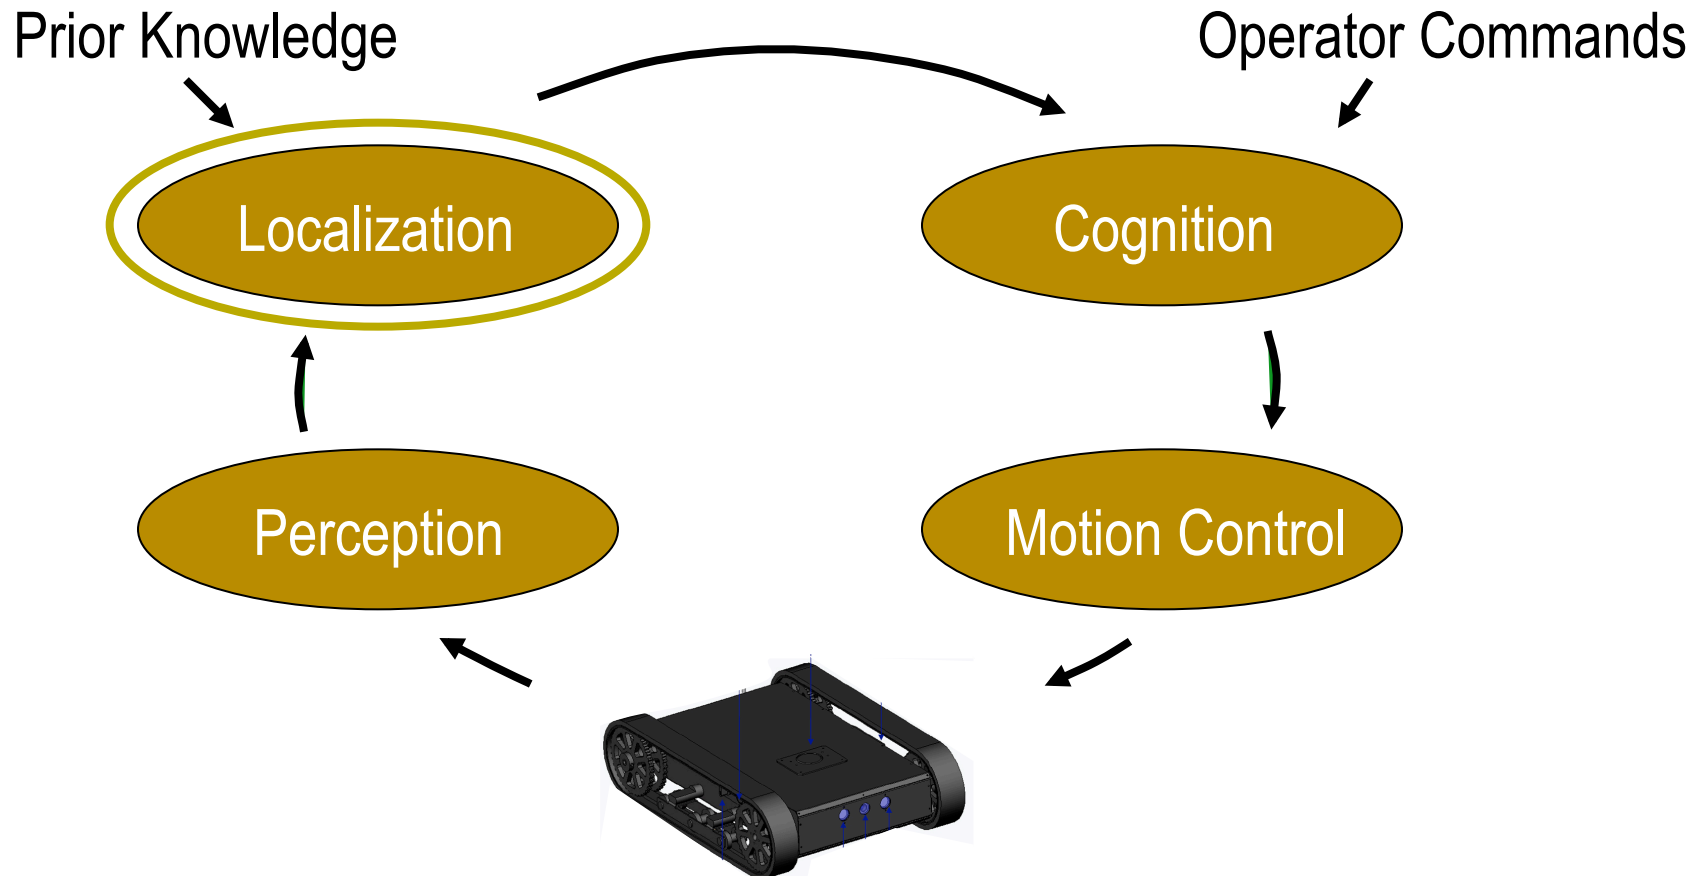 Prior Knowledge
Operator Commands
Localization
Cognition
Perception
Motion Control